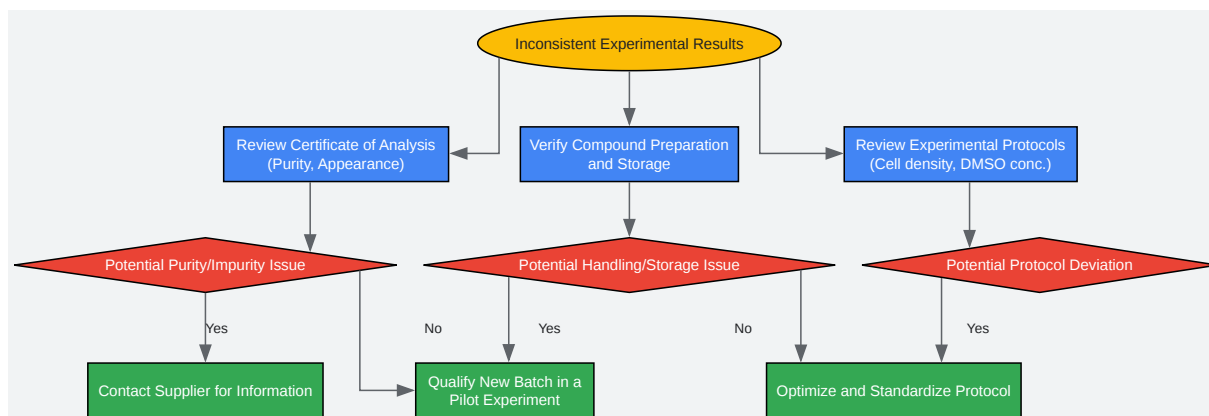 Inconsistent Experimental Results
Review Certificate of Analysis
(Purity, Appearance)
Verify Compound Preparation
and Storage
Review Experimental Protocols
(Cell density, DMSO conc.)
Potential Purity/Impurity Issue
Potential Handling/Storage Issue
Potential Protocol Deviation
Yes
No
Yes
No
Yes
Contact Supplier for Information
Qualify New Batch in a
Pilot Experiment
Optimize and Standardize Protocol